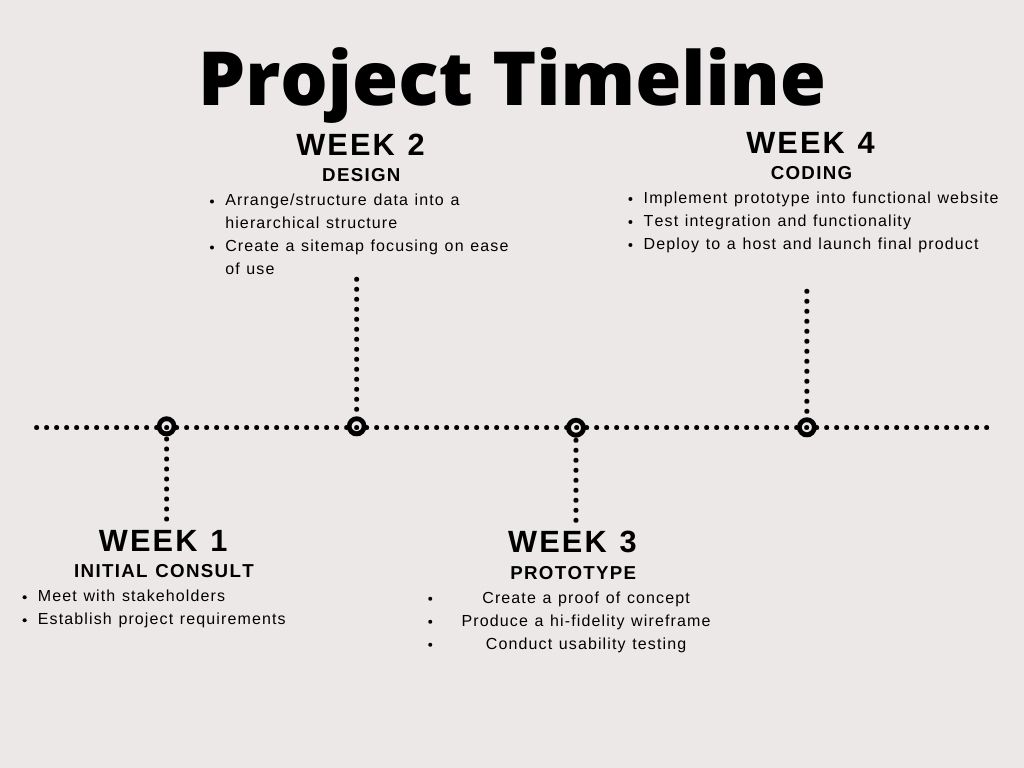 Project Timeline
WEEK 2
DESIGN
• Arrange/structure data into a
hierarchical structure
• Create a sitemap focusing on ease
of use
WEEK 4
CODING
• Implement prototype into functional website
• Test integration and functionality
• Deploy to a host and launch final product
WEEK 1
INITIAL CONSULT
• Meet with stakeholders
• Establish project requirements
WEEK 3
PROTOTYPE
• Create a proof of concept
• Produce a hi-fidelity wireframe
• Conduct usability testing